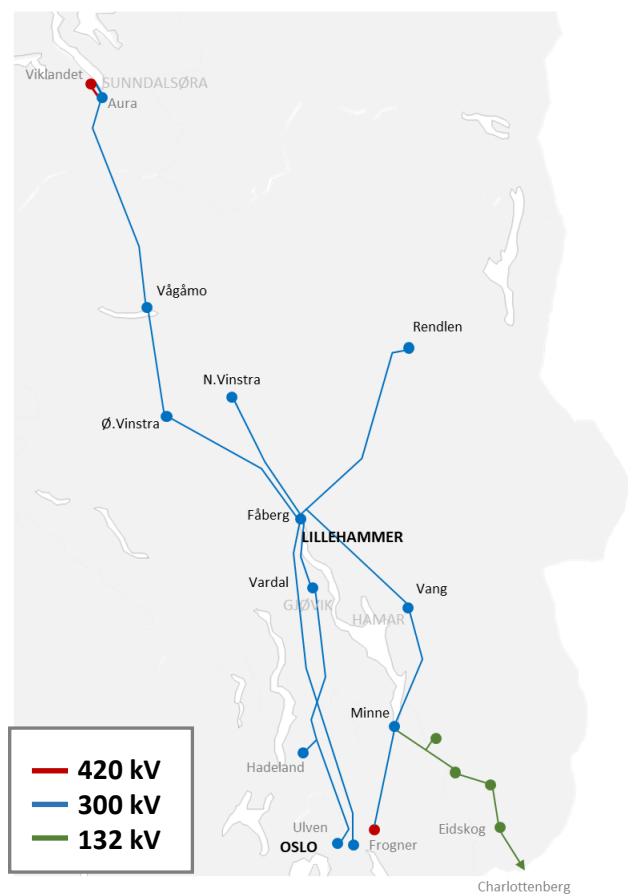 Viklandet
SUNNDALSØRA
Aura
Vågåmo
Rendlen
N.Vinstra
Ø.Vinstra
Fåberg
LILLEHAMMER
Vardal
Vang
GJØVIK
HAMAR
Minne
Hadeland
420 kV
300 kV
132 kV
Ulven
OSLO
Frogner
Eidskog
Charlottenberg